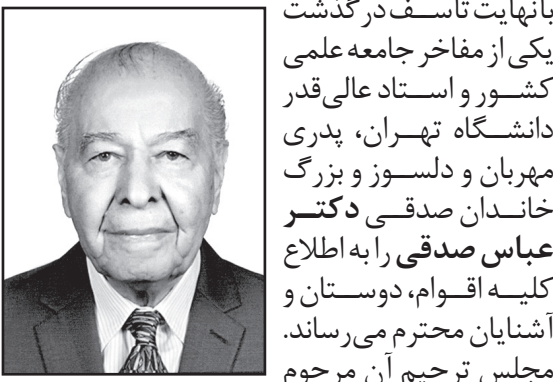 بانهایت تاسف درگذشت
یکی از مفاخر جامعه علمی
کشور و استاد عالی‌قدر
دانشگاه تهران، پدری
مهربان و دلسوز و بزرگ
خاندان صدقی دکتر
عباس صدقی را به اطلاع
کلیه اقوام، دوستان و
آشنایان محترم می‌رساند.
مجلس ترحیم آن مرحوم